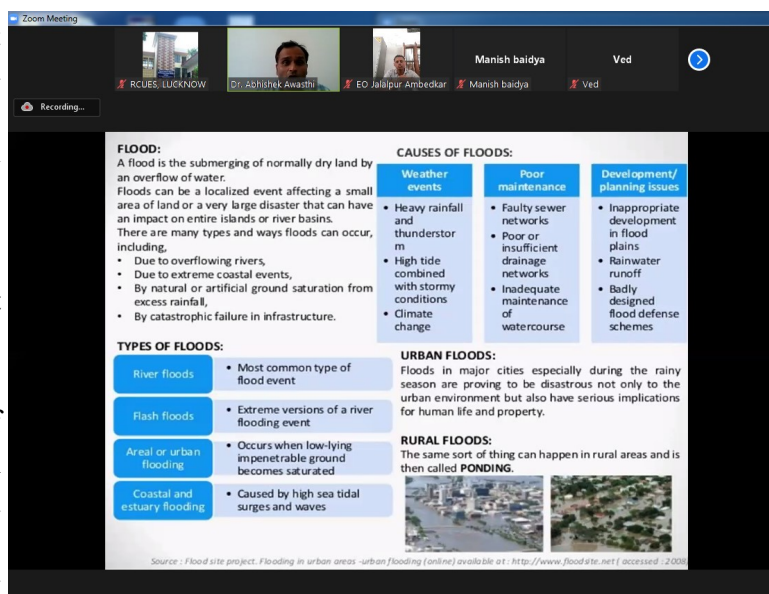 Zoom Meeting
RCUES, LUCKNOW
Dr. Abhishek Awasthi
EO Jalalpur Ambedkar
Manish baidya
Manish baidya
Ved
Ved
Recording...
FLOOD:
A flood is the submerging of normally dry land by
an overflow of water.
Floods can be a localized event affecting a small
area of land or a very large disaster that can have
an impact on entire islands or river basins.
There are many types and ways floods can occur,
including,
• Due to overflowing rivers,
• Due to extreme coastal events,
• By natural or artificial ground saturation from
excess rainfall,
• By catastrophic failure in infrastructure.
CAUSES OF FLOODS:
Weather
events
• Heavy rainfall
and
thunderstor
m
• High tide
combined
with stormy
conditions
• Climate
change
Poor
maintenance
• Faulty sewer
networks
• Poor or
insufficient
drainage
networks
• Inadequate
maintenance
of
watercourse
Development/
planning issues
• Inappropriate
development
in flood
plains
• Rainwater
runoff
• Badly
designed
flood defense
schemes
TYPES OF FLOODS:
River floods
• Most common type of
flood event
Flash floods
• Extreme versions of a river
flooding event
Areal or urban
flooding
• Occurs when low-lying
impenetrable ground
becomes saturated
Coastal and
estuary flooding
• Caused by high sea tidal
surges and waves
URBAN FLOODS:
Floods in major cities especially during the rainy
season are proving to be disastrous not only to the
urban environment but also have serious implications
for human life and property.
RURAL FLOODS:
The same sort of thing can happen in rural areas and is
then called PONDING.
Source : Flood site project. Flooding in urban areas -urban flooding (online) available at : http://www.floodsite.net ( accessed : 2008)